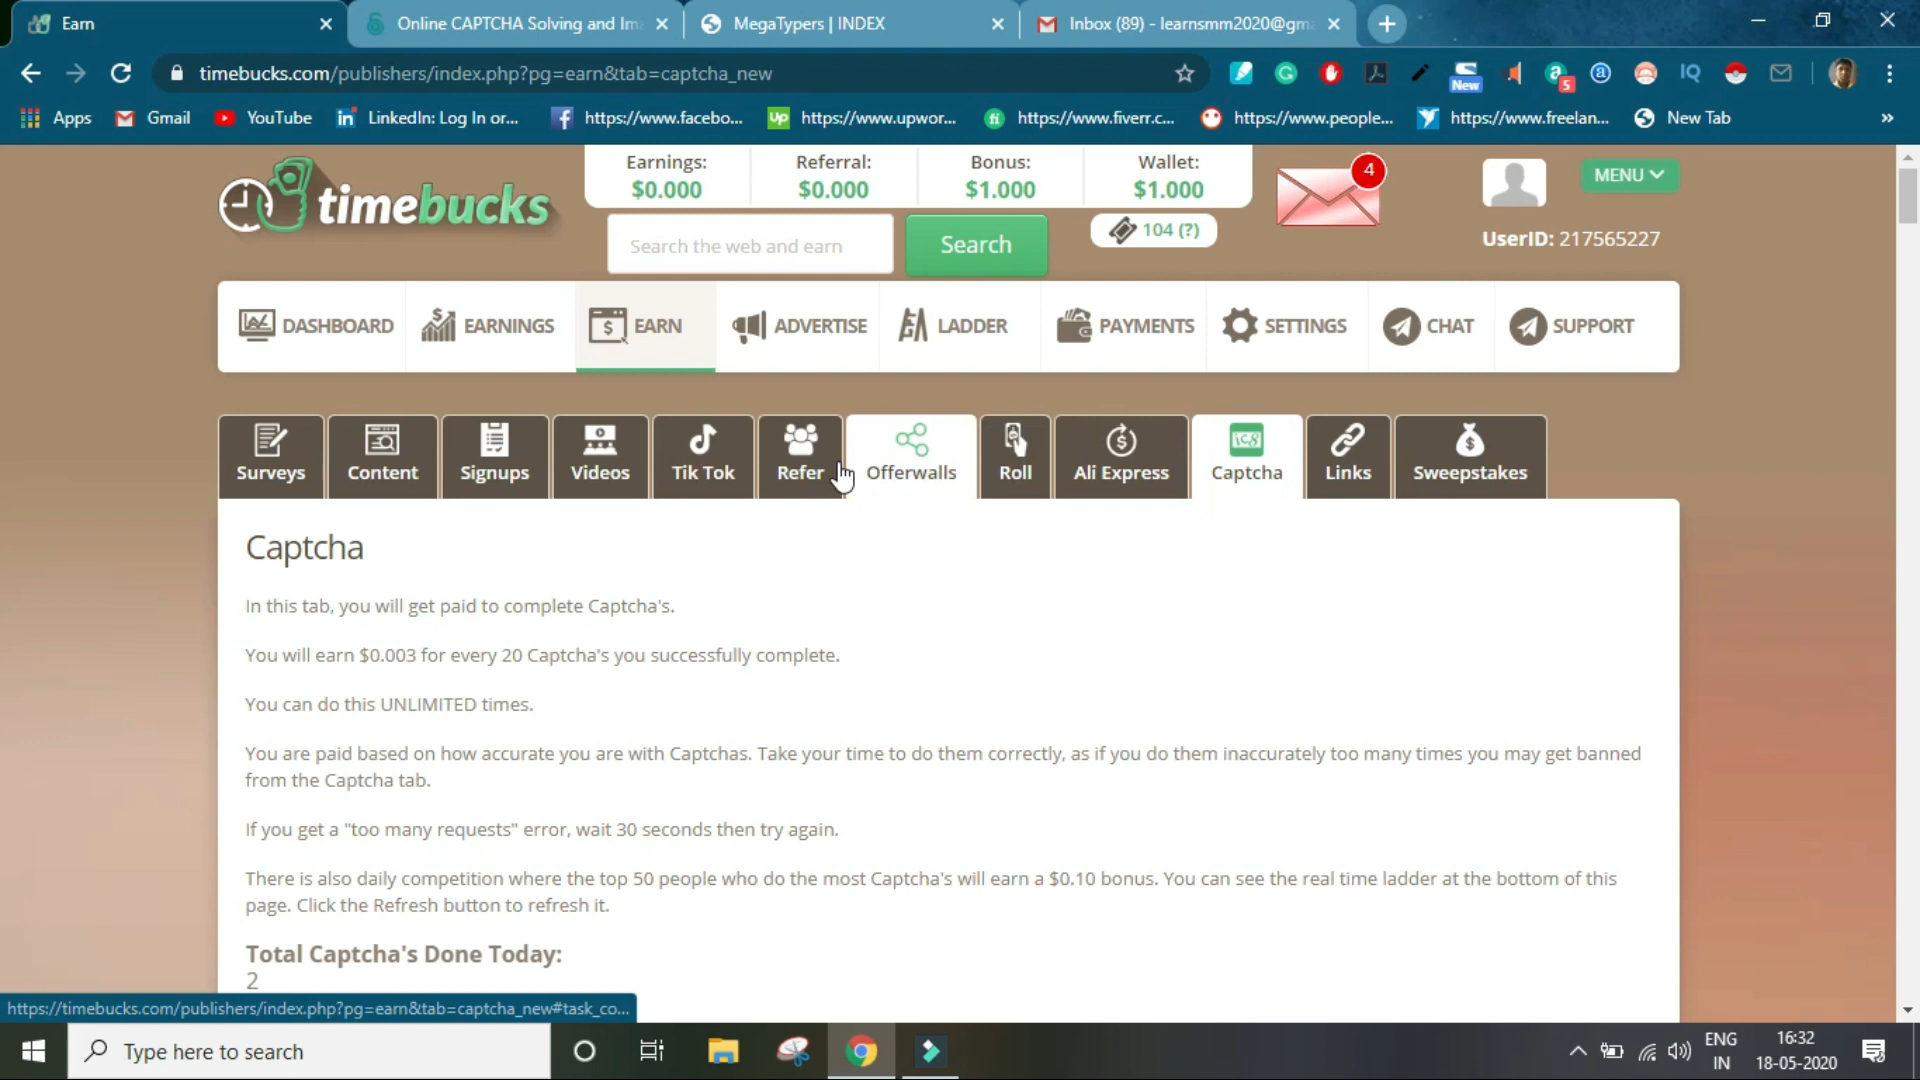 Earn
Online CAPTCHA Solving and Im
MegaTypers | INDEX
Inbox (89) - learnsmm2020@gm
timebucks.com/publishers/index.php?pg=earn&tab=captcha_new
New
5
IQ
Apps
Gmail
YouTube
LinkedIn: Log In or...
https://www.facebo...
https://www.upwor...
https://www.fiverr.c...
https://www.people...
https://www.freelan...
New Tab
»
timebucks
Earnings:
$0.000
Referral:
$0.000
Bonus:
$1.000
Wallet:
$1.000
4
MENU
Search the web and earn
Search
104 (?)
UserID: 217565227
DASHBOARD
EARNINGS
EARN
ADVERTISE
LADDER
PAYMENTS
SETTINGS
CHAT
SUPPORT
Surveys
Content
Signups
Videos
Tik Tok
Refer
Offerwalls
Roll
Ali Express
Captcha
Links
Sweepstakes
Captcha
In this tab, you will get paid to complete Captcha's.
You will earn $0.003 for every 20 Captcha's you successfully complete.
You can do this UNLIMITED times.
You are paid based on how accurate you are with Captchas. Take your time to do them correctly, as if you do them inaccurately too many times you may get banned
from the Captcha tab.
If you get a "too many requests" error, wait 30 seconds then try again.
There is also daily competition where the top 50 people who do the most Captcha's will earn a $0.10 bonus. You can see the real time ladder at the bottom of this
page. Click the Refresh button to refresh it.
Total Captcha's Done Today:
2
https://timebucks.com/publishers/index.php?pg=earn&tab=captcha_new#task_co...
Type here to search
ENG
IN
16:32
18-05-2020